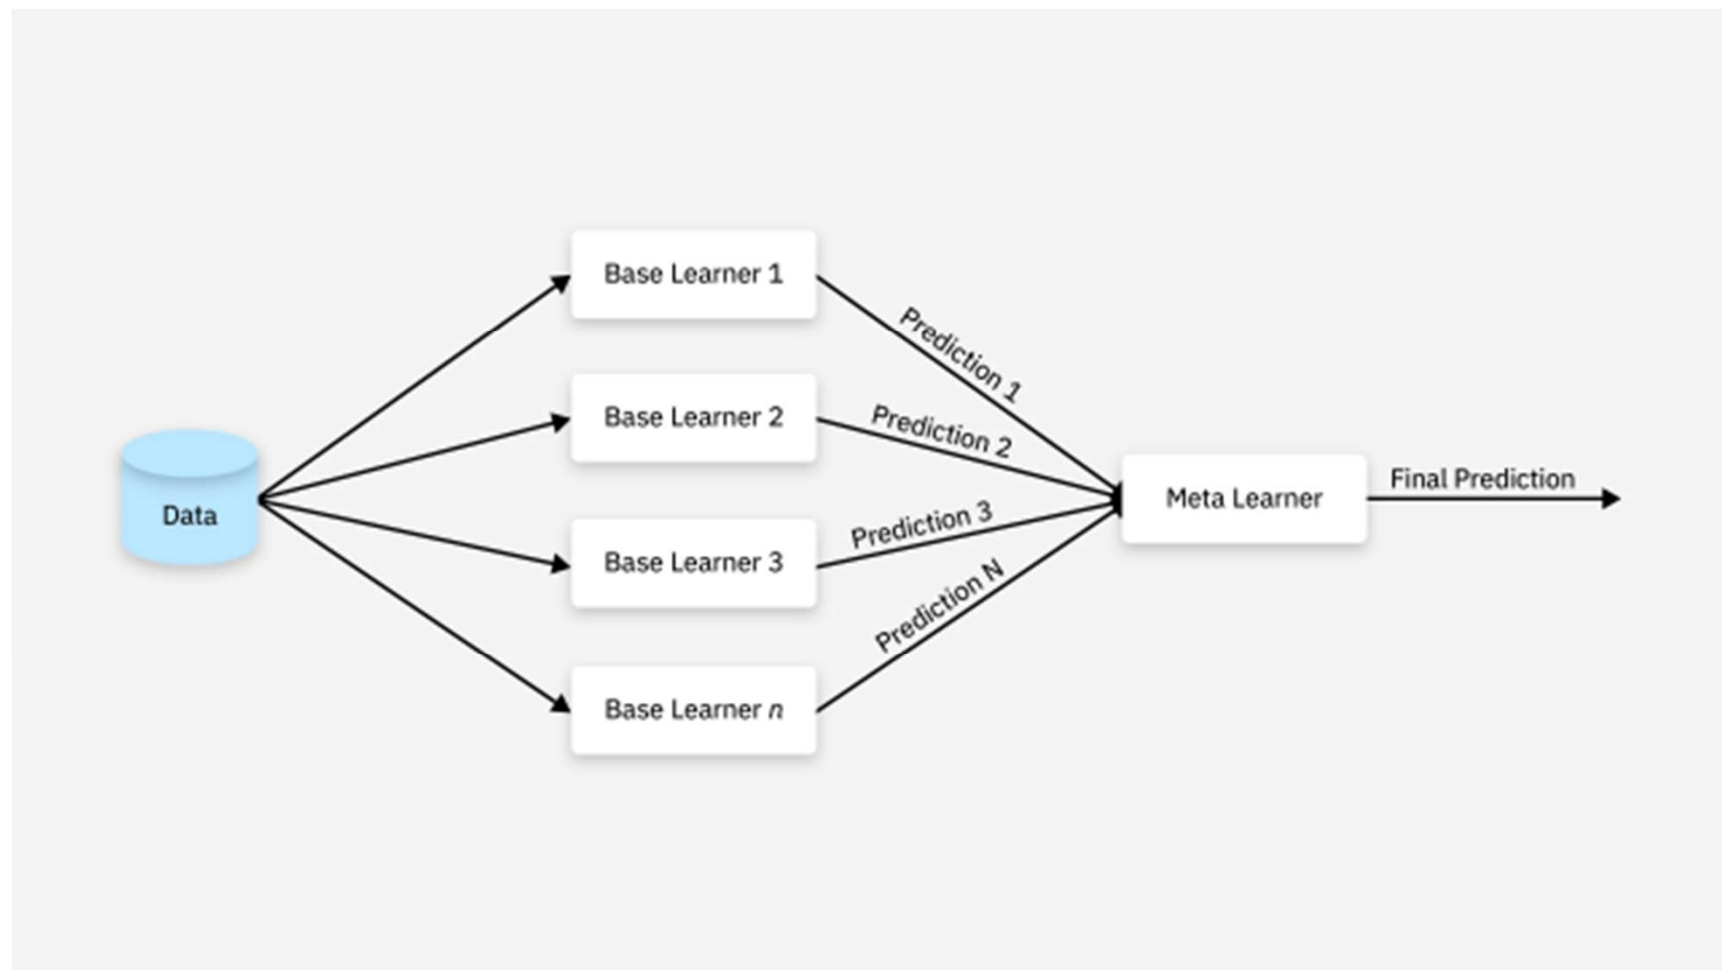 Data
Base Learner 1
Base Learner 2
Base Learner 3
Base Learner n
Prediction 1
Prediction 2
Prediction 3
Prediction N
Meta Learner
Final Prediction